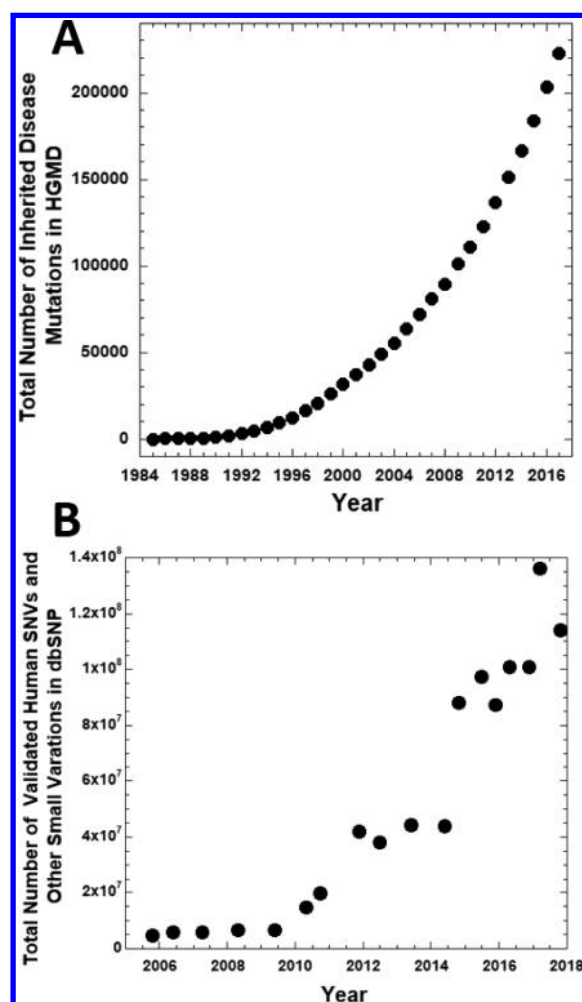 A
Total Number of Inherited Disease
Mutations in HGMD
200000
150000
100000
50000
0
1984 1988 1992 1996 2000 2004 2008 2012 2016
Year
B
Total Number of Validated Human SNVs and
Other Small Varations in dbSNP
1.4x10⁸
1.2x10⁸
1x10⁸
8x10⁷
6x10⁷
4x10⁷
2x10⁷
0
2006 2008 2010 2012 2014 2016 2018
Year